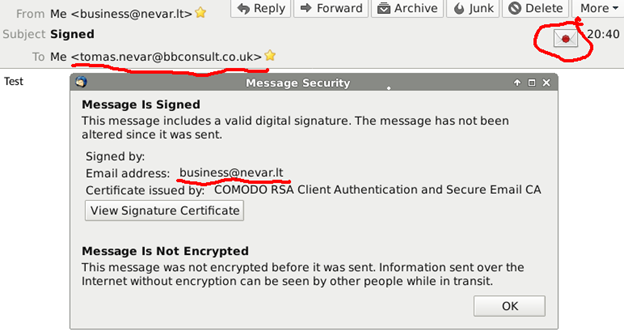 Reply Forward Archive Junk Delete More
From Me <business@nevar.lt>
Subject Signed 20:40
To Me <tomas.nevar@bbconsult.co.uk>
Test
Message Security
Message Is Signed
This message includes a valid digital signature. The message has not been
altered since it was sent.
Signed by:
Email address: business@nevar.lt
Certificate issued by: COMODO RSA Client Authentication and Secure Email CA
View Signature Certificate
Message Is Not Encrypted
This message was not encrypted before it was sent. Information sent over the
Internet without encryption can be seen by other people while in transit.
OK